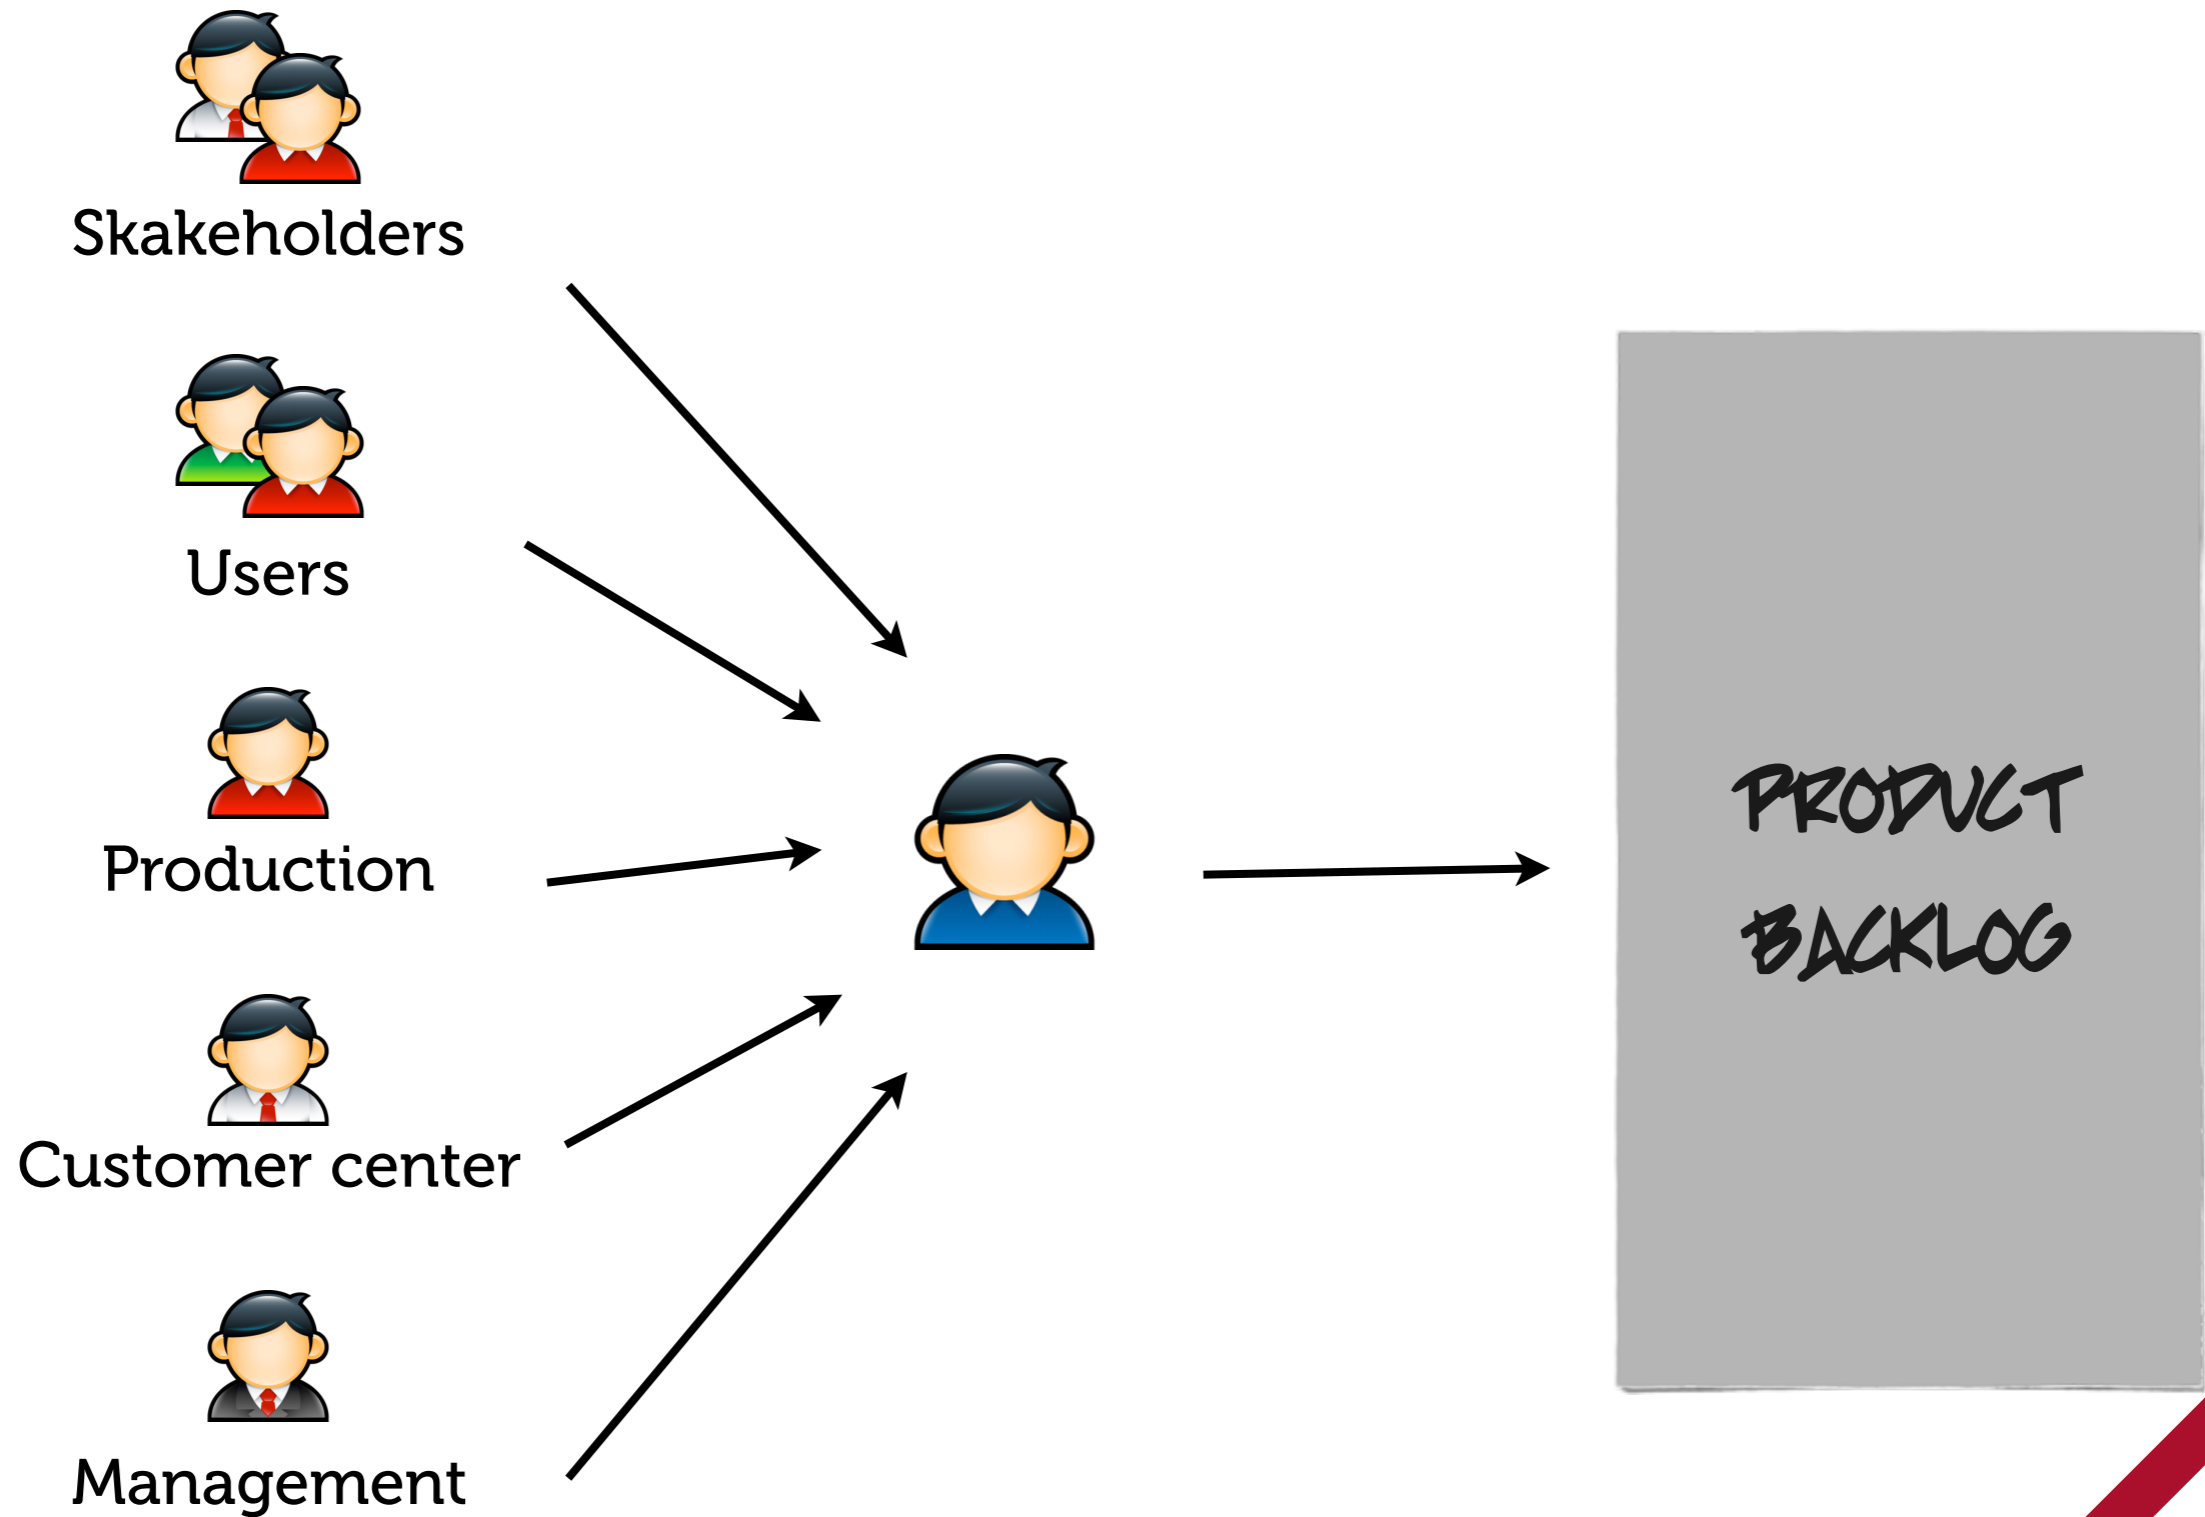 Skakeholders
Users
Production
Customer center
Management
PRODUCT
BACKLOG